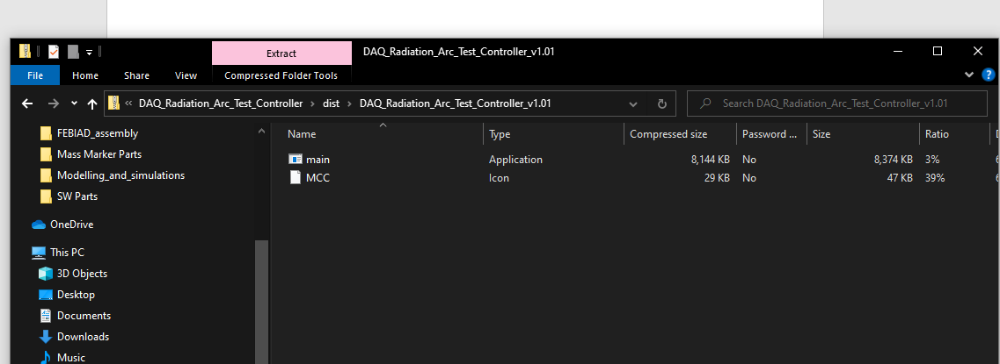 Extract
DAQ_Radiation_Arc_Test_Controller_v1.01
File Home Share View Compressed Folder Tools
« DAQ_Radiation_Arc_Test_Controller > dist > DAQ_Radiation_Arc_Test_Controller_v1.01
Search DAQ_Radiation_Arc_Test_Controller_v1.01
FEBIAD_assembly
Mass Marker Parts
Modelling_and_simulations
SW Parts
OneDrive
This PC
3D Objects
Desktop
Documents
Downloads
Music
Name Type Compressed size Password ... Size Ratio
main Application 8,144 KB No 8,374 KB 3%
MCC Icon 29 KB No 47 KB 39%